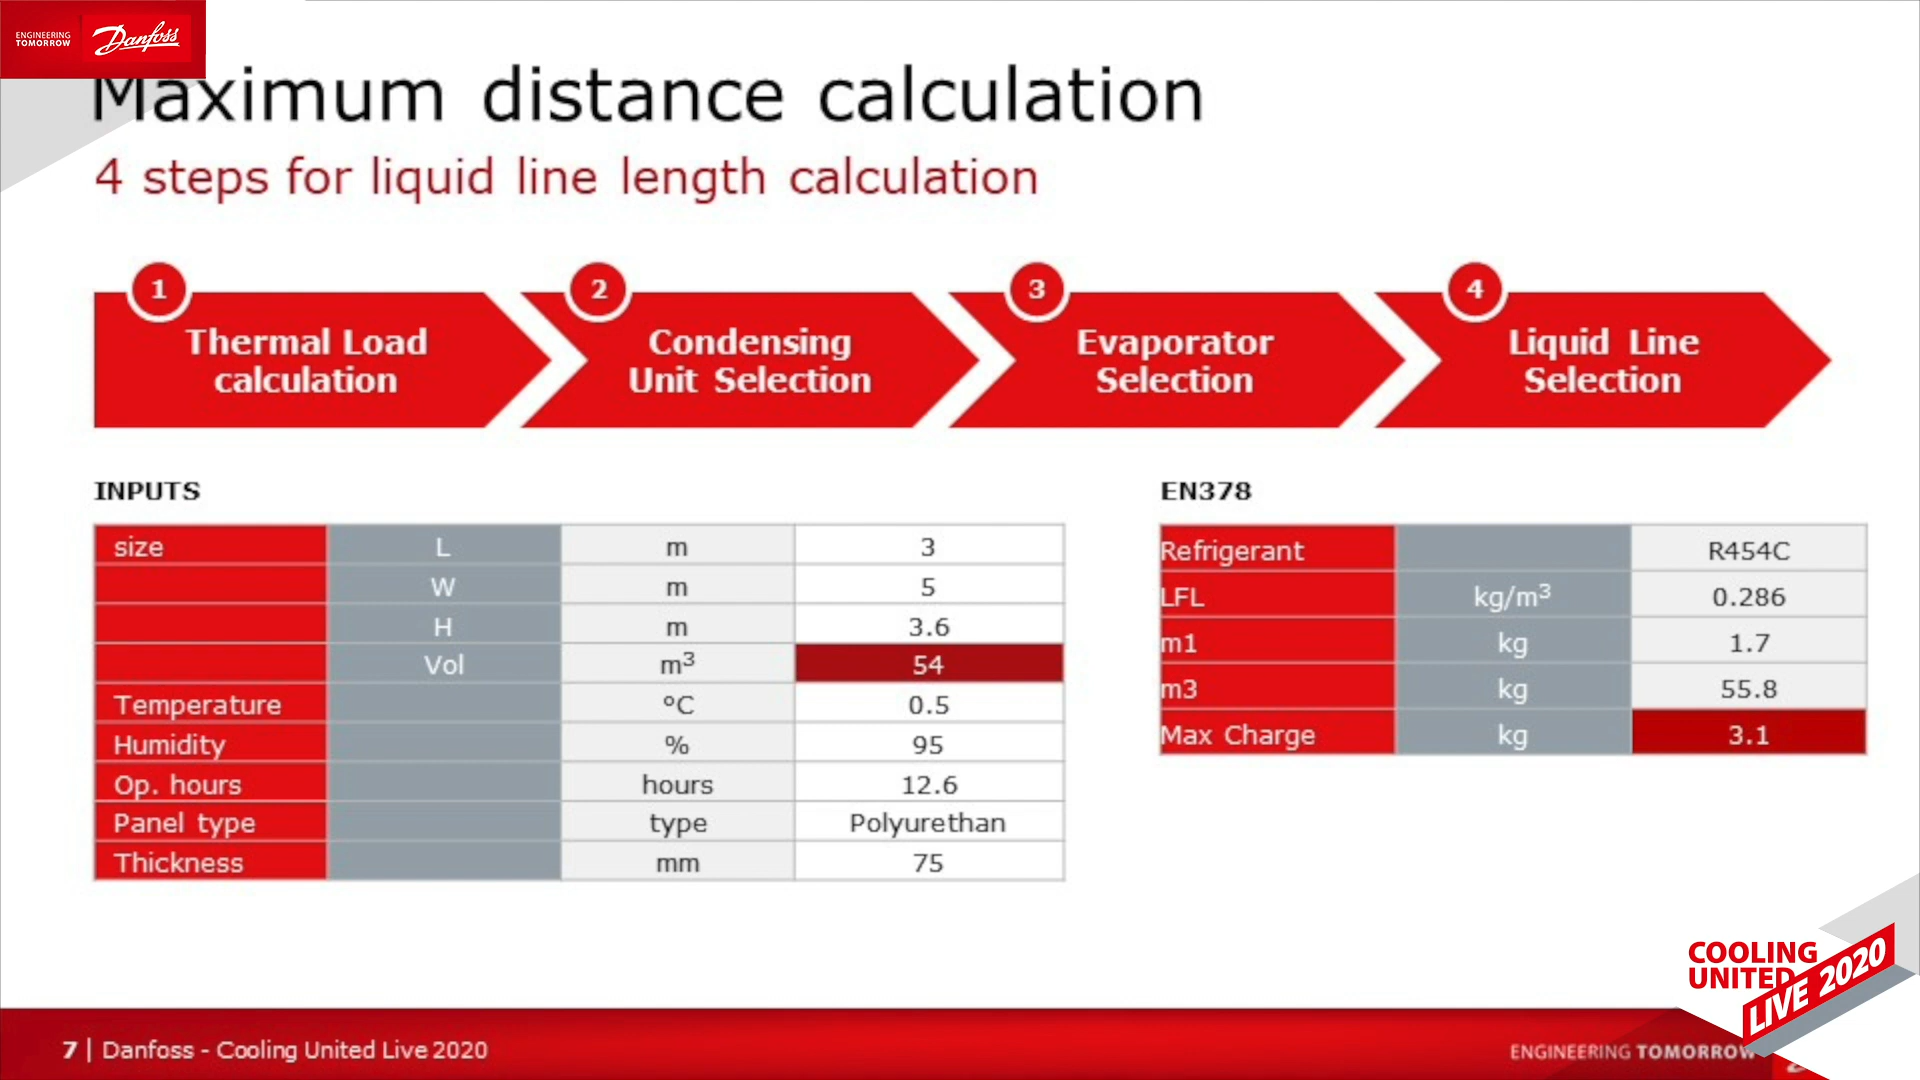 ENGINEERING
TOMORROW
Danfoss
Maximum distance calculation
4 steps for liquid line length calculation
1
Thermal Load
calculation
2
Condensing
Unit Selection
3
Evaporator
Selection
4
Liquid Line
Selection
INPUTS
size L m 3
W m 5
H m 3.6
Vol m³ 54
Temperature °C 0.5
Humidity % 95
Op. hours hours 12.6
Panel type type Polyurethan
Thickness mm 75
EN378
Refrigerant R454C
LFL kg/m³ 0.286
m1 kg 1.7
m3 kg 55.8
Max Charge kg 3.1
COOLING
UNITED
LIVE 2020
7 | Danfoss - Cooling United Live 2020
ENGINEERING TOMORROW